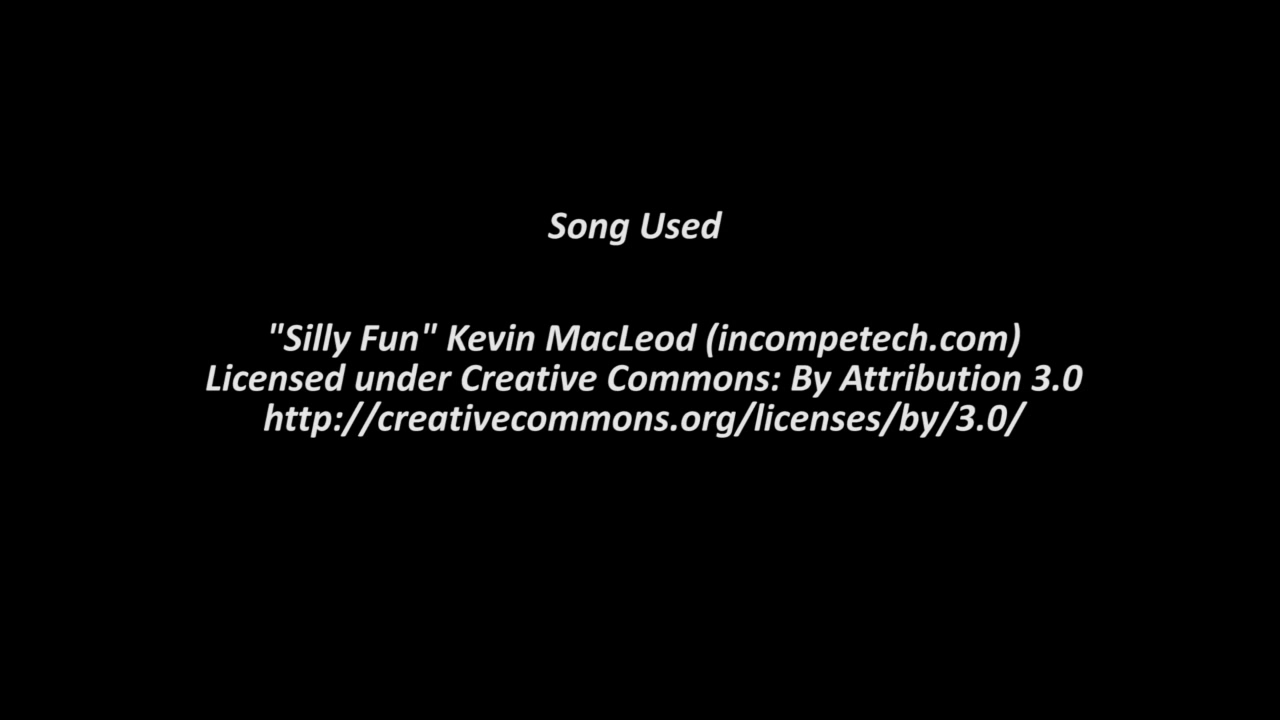 Song Used
"Silly Fun" Kevin MacLeod (incompetech.com)
Licensed under Creative Commons: By Attribution 3.0
http://creativecommons.org/licenses/by/3.0/